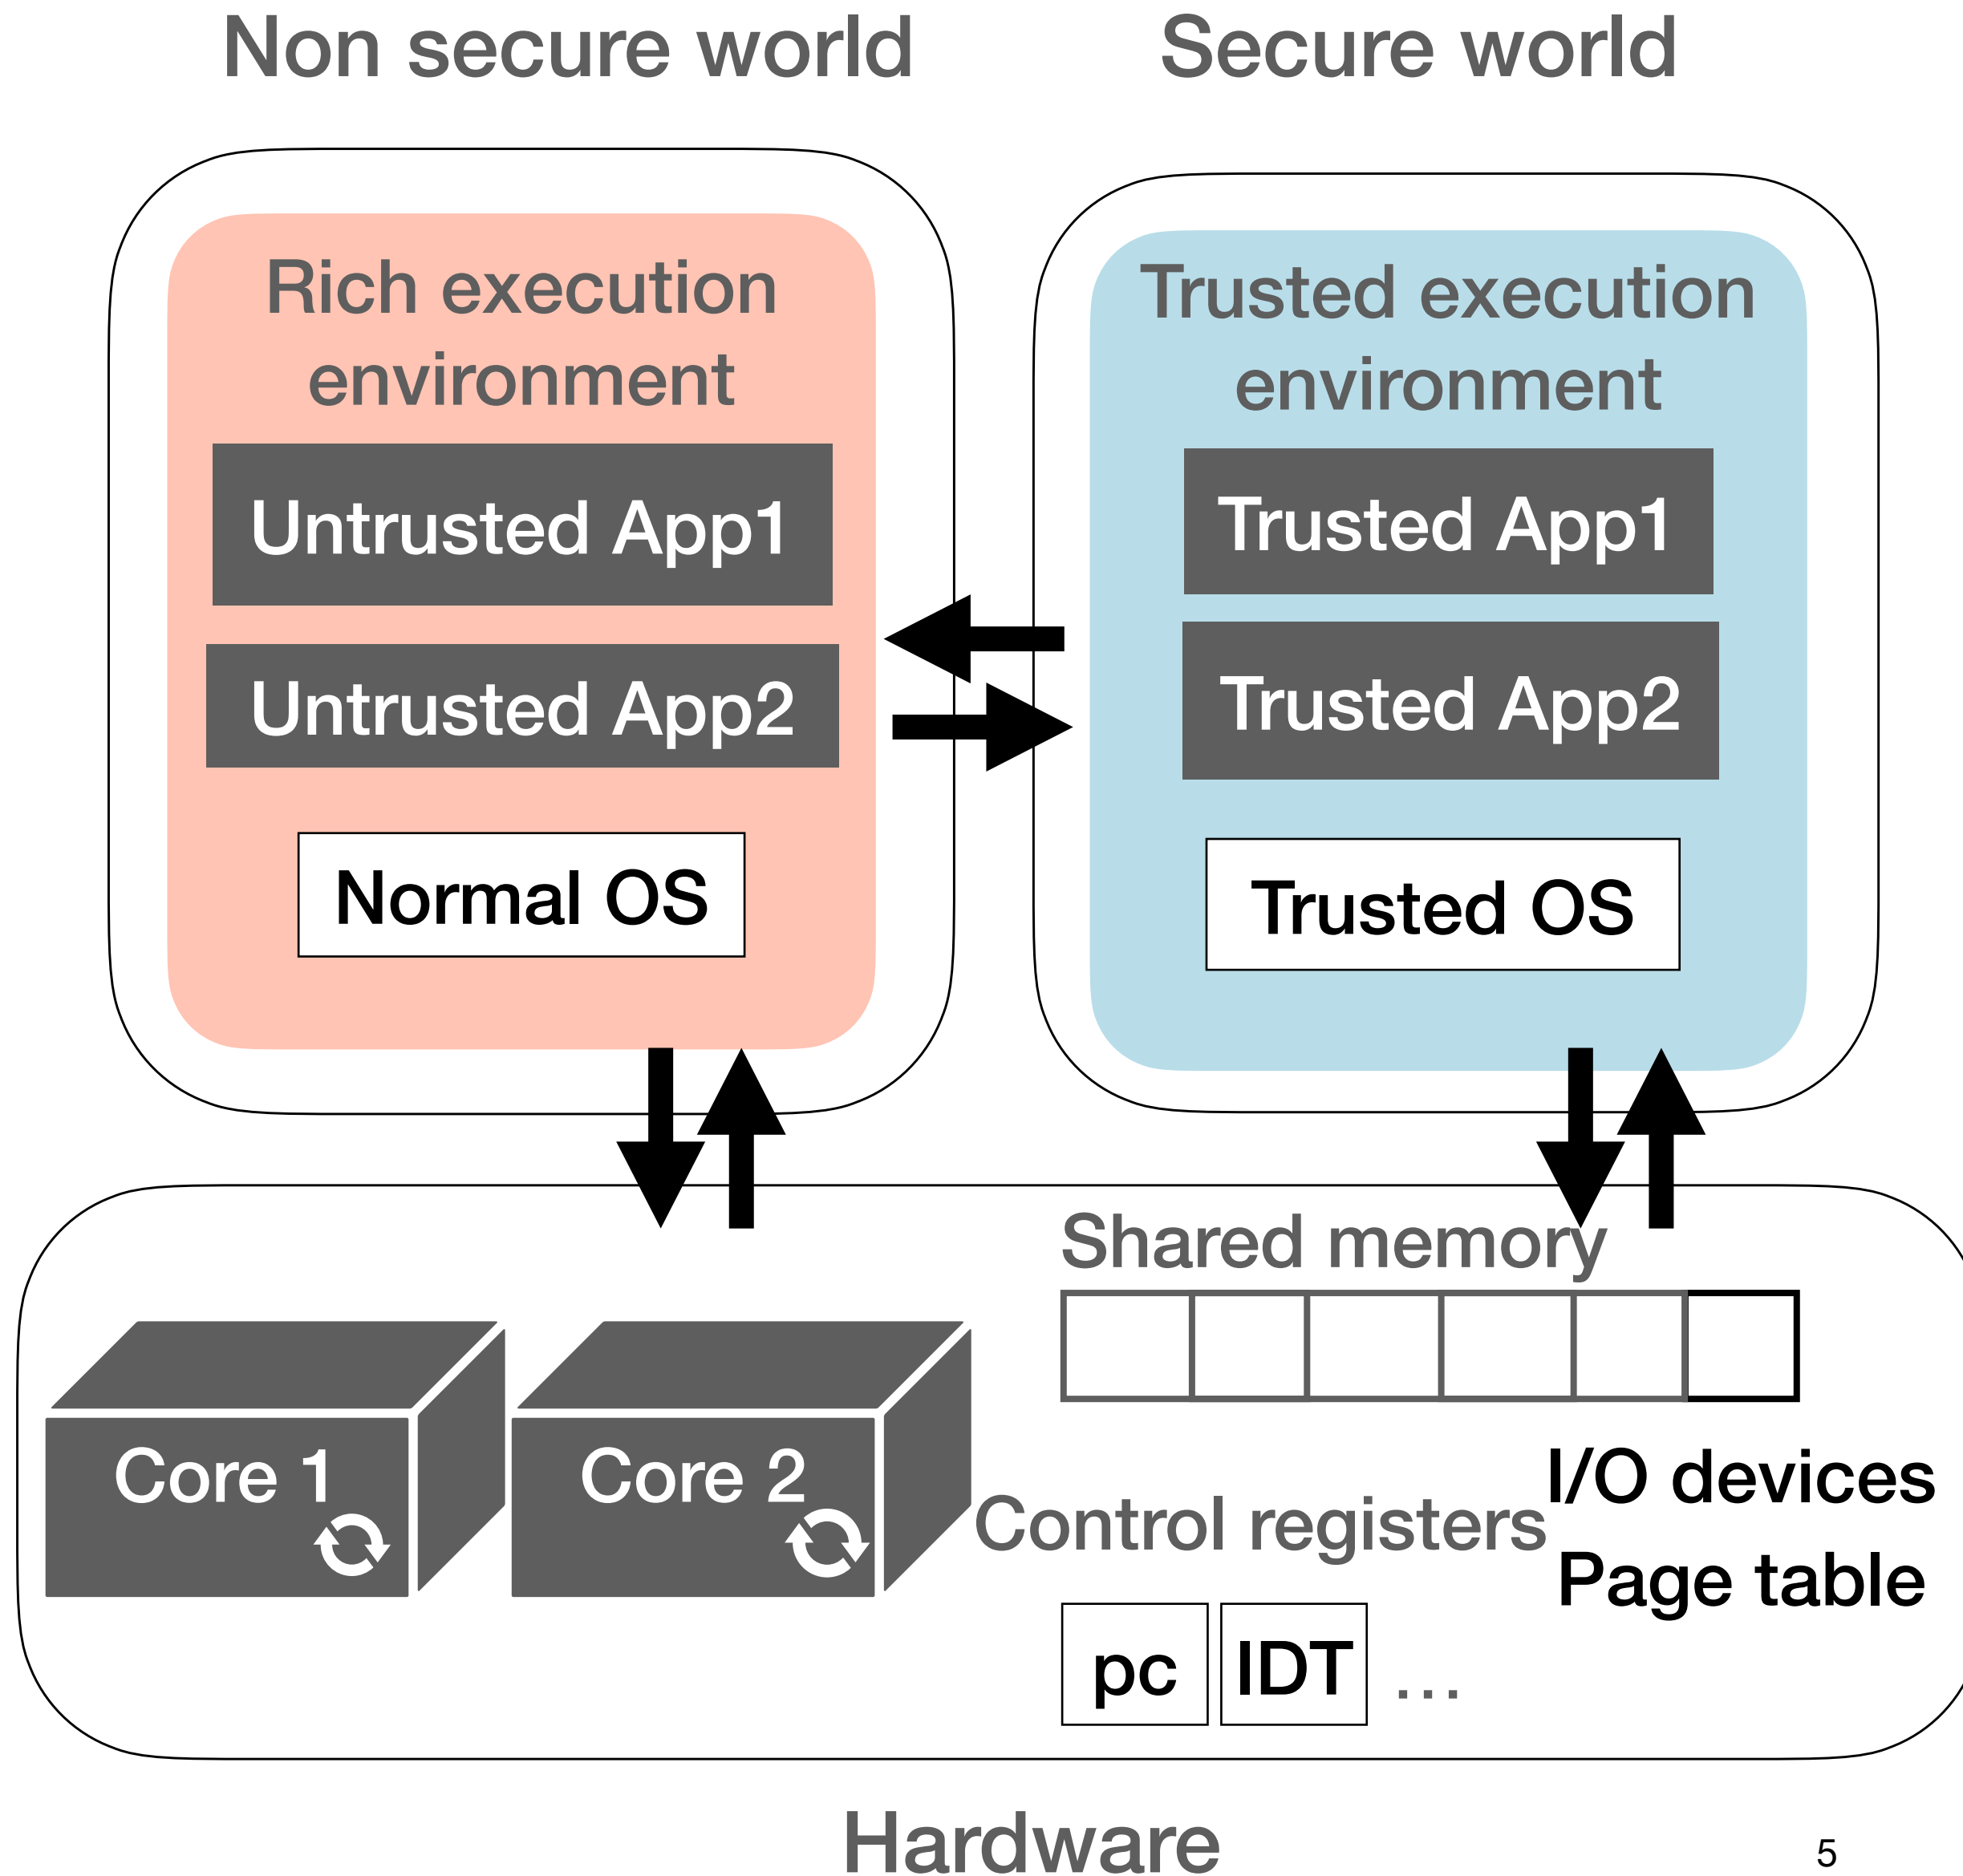 Non secure world
Secure world
Rich execution
environment
Untrusted App1
Untrusted App2
Normal OS
Trusted execution
environment
Trusted App1
Trusted App2
Trusted OS
Shared memory
Core 1
Core 2
I/O devices
Control registers
Page table
pc
IDT
...
Hardware
5